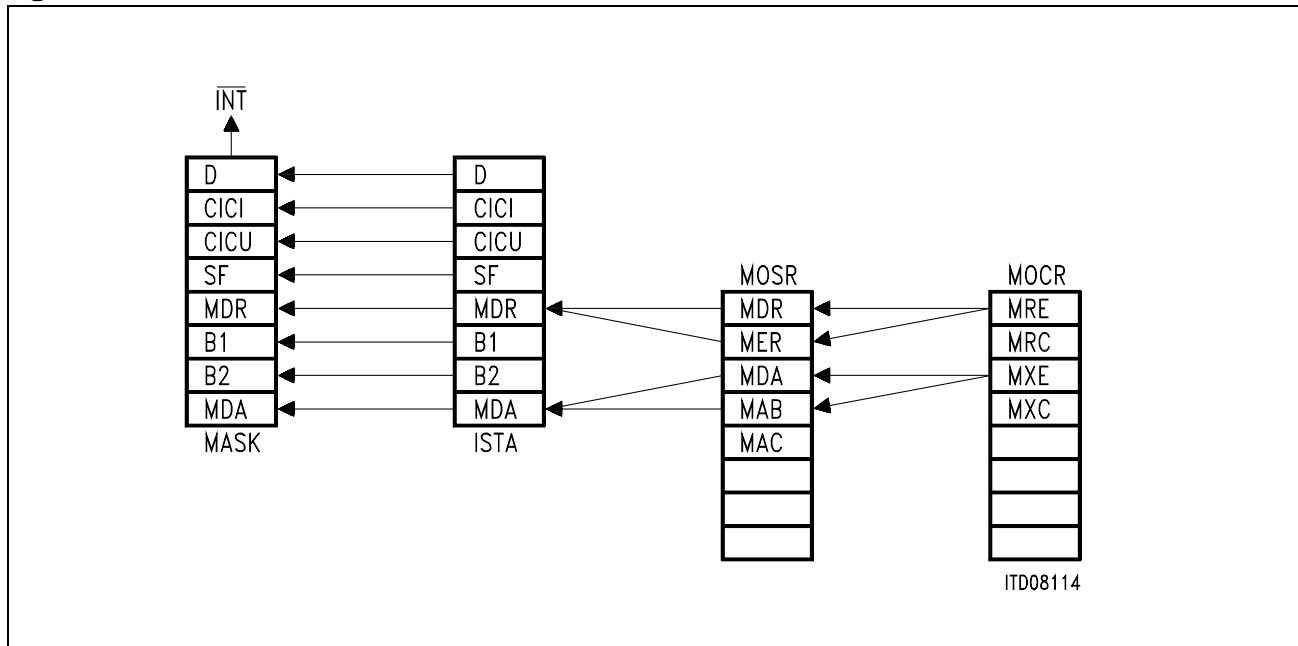 INT
D D
CICI CICI
CICU CICU
SF SF MOSR MOCR
MDR MDR MDR MRE
B1 B1 MER MRC
B2 B2 MDA MXE
MDA MDA MAB MXC
MASK ISTA MAC
ITD08114